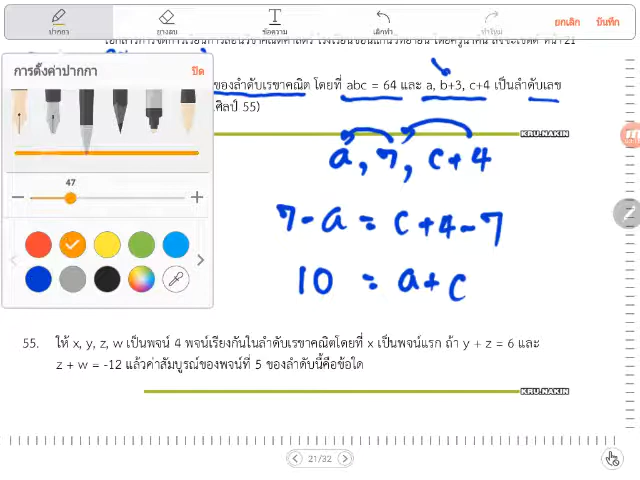 ปากกา ยางลบ ข้อความ เลิกทำ ทำซ้ำ ยกเลิก บันทึก
การตั้งค่าปากกา ปิด
ของลำดับเรขาคณิต โดยที่ abc = 64 และ a, b+3, c+4 เป็นลำดับเลข
ศิลป์ 55)
KRU.NAKIN
a, 7, c+4
47
7-a = c+4-7
10 = a+c
55. ให้ x, y, z, w เป็นพจน์ 4 พจน์เรียงกันในลำดับเรขาคณิตโดยที่ x เป็นพจน์แรก ถ้า y + z = 6 และ
z + w = -12 แล้วค่าสัมบูรณ์ของพจน์ที่ 5 ของลำดับนี้คือข้อใด
KRU.NAKIN
21/32